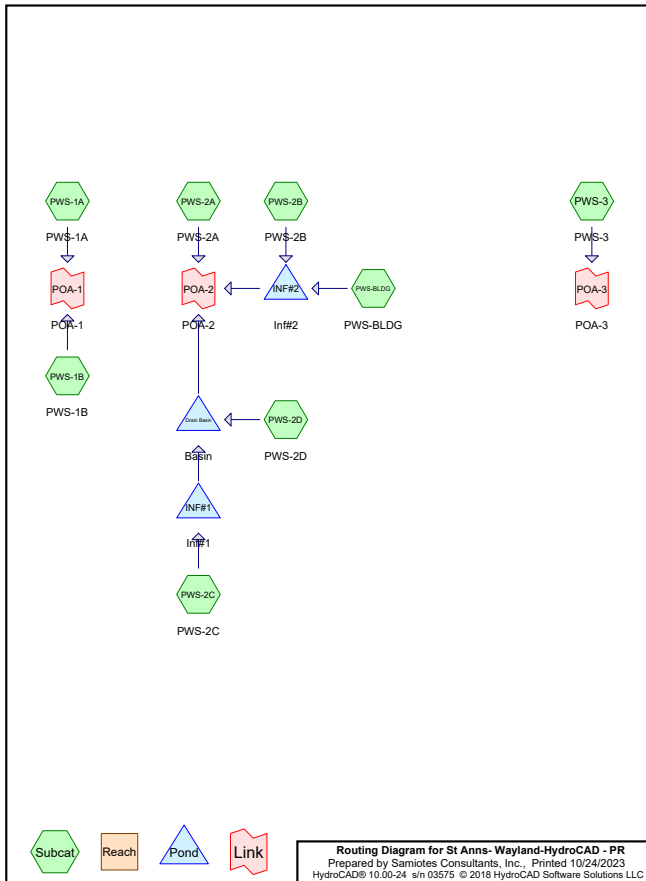 PWS-1A
PWS-2A
PWS-2B
PWS-3
PWS-1A
PWS-2A
PWS-2B
PWS-3
POA-1
POA-2
INF#2
PWS-BLDG
POA-3
POA-1
POA-2
Inf#2
PWS-BLDG
POA-3
PWS-1B
PWS-1B
Drain Basin
PWS-2D
Basin
PWS-2D
INF#1
Inf#1
PWS-2C
PWS-2C
Subcat
Reach
Pond
Link
Routing Diagram for St Anns- Wayland-HydroCAD - PR
Prepared by Samiotes Consultants, Inc., Printed 10/24/2023
HydroCAD® 10.00-24 s/n 03575 © 2018 HydroCAD Software Solutions LLC